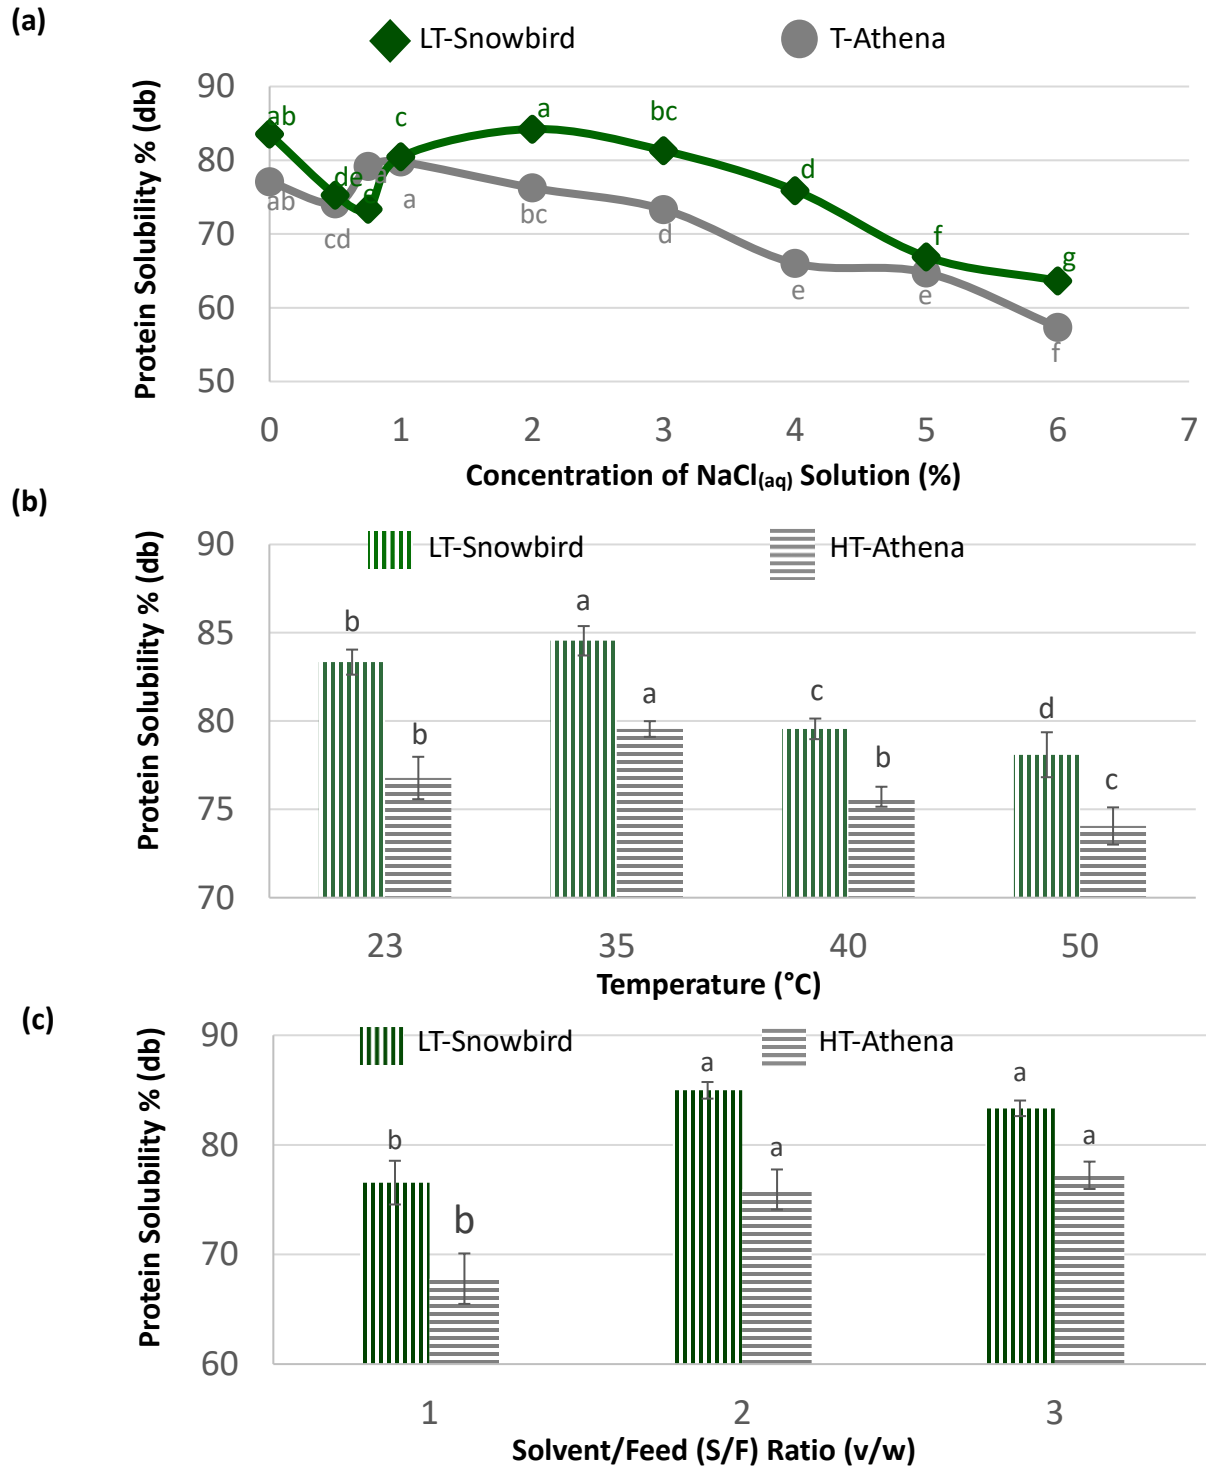 (a)
LT-Snowbird T-Athena
Protein Solubility % (db)
90
80
70
60
50
ab de e c a bc d f g
ab cd a a bc d e e f
0 1 2 3 4 5 6 7
Concentration of NaCl(aq) Solution (%)
(b)
LT-Snowbird HT-Athena
Protein Solubility % (db)
90
85
80
75
70
b b a a c b d c
23 35 40 50
Temperature (°C)
(c)
LT-Snowbird HT-Athena
Protein Solubility % (db)
90
80
70
60
b b a a a a
1 2 3
Solvent/Feed (S/F) Ratio (v/w)